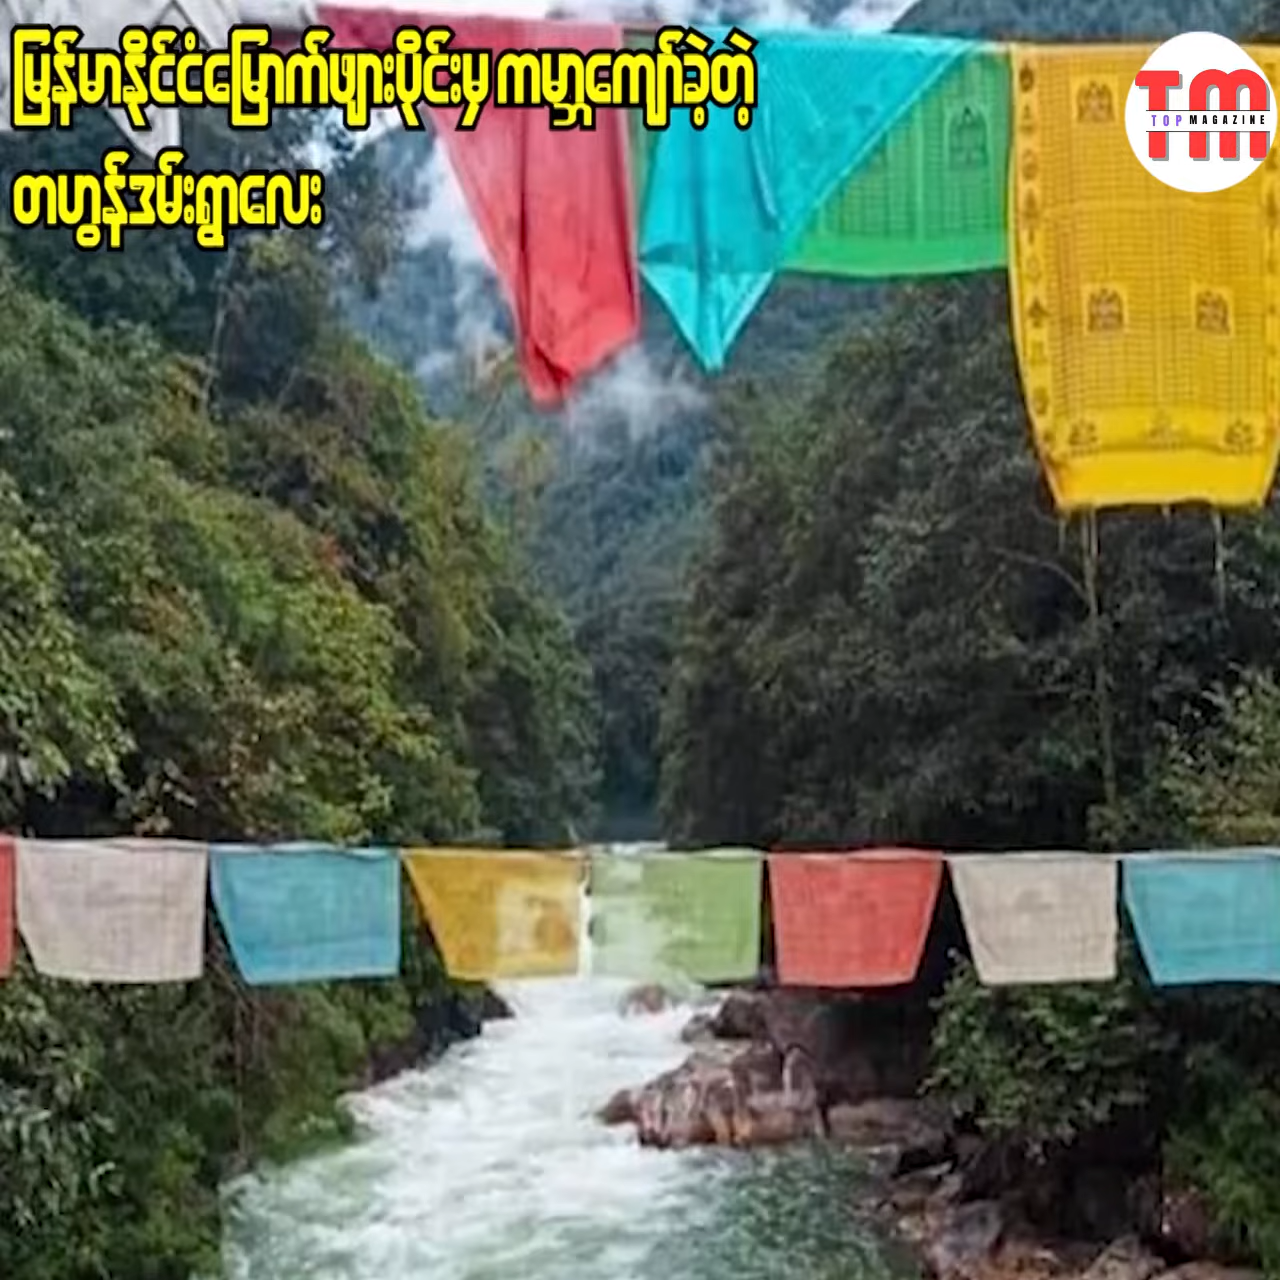 မြန်မာနိုင်ငံမြောက်ဖျားပိုင်းမှ ကမ္ဘာကျော်ခဲ့တဲ့
တဟွန်ဒမ်းရွာလေး
TM
TOP MAGAZINE